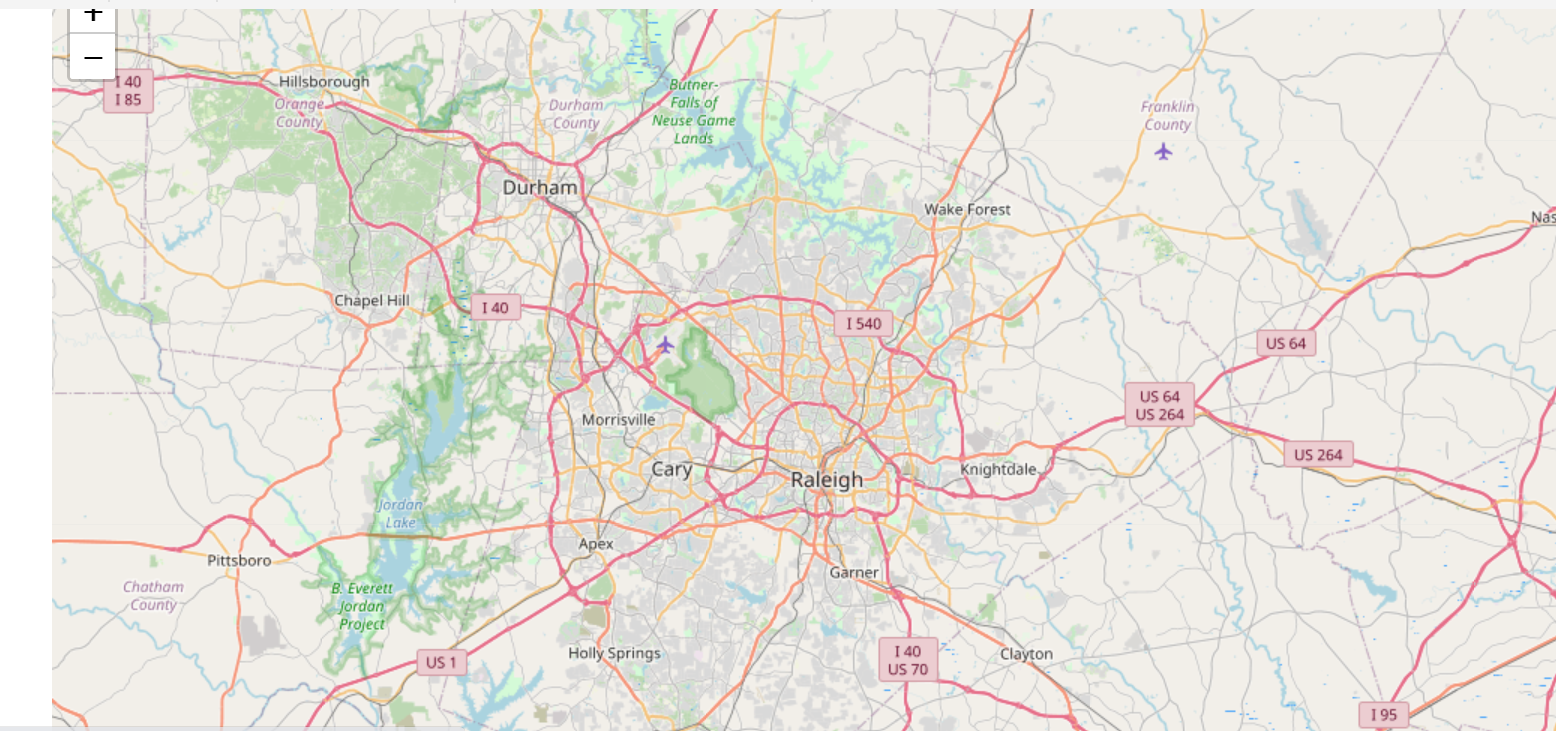 +
−
I 40
I 85
Hillsborough
Orange
County
Durham
County
Butner-
Falls of
Neuse Game
Lands
Franklin
County
Durham
Wake Forest
Nas
Chapel Hill
I 40
I 540
US 64
US 64
US 264
Morrisville
Cary
Raleigh
Knightdale
US 264
Jordan
Lake
Apex
Pittsboro
Garner
Chatham
County
B. Everett
Jordan
Project
Holly Springs
US 1
I 40
US 70
Clayton
I 95